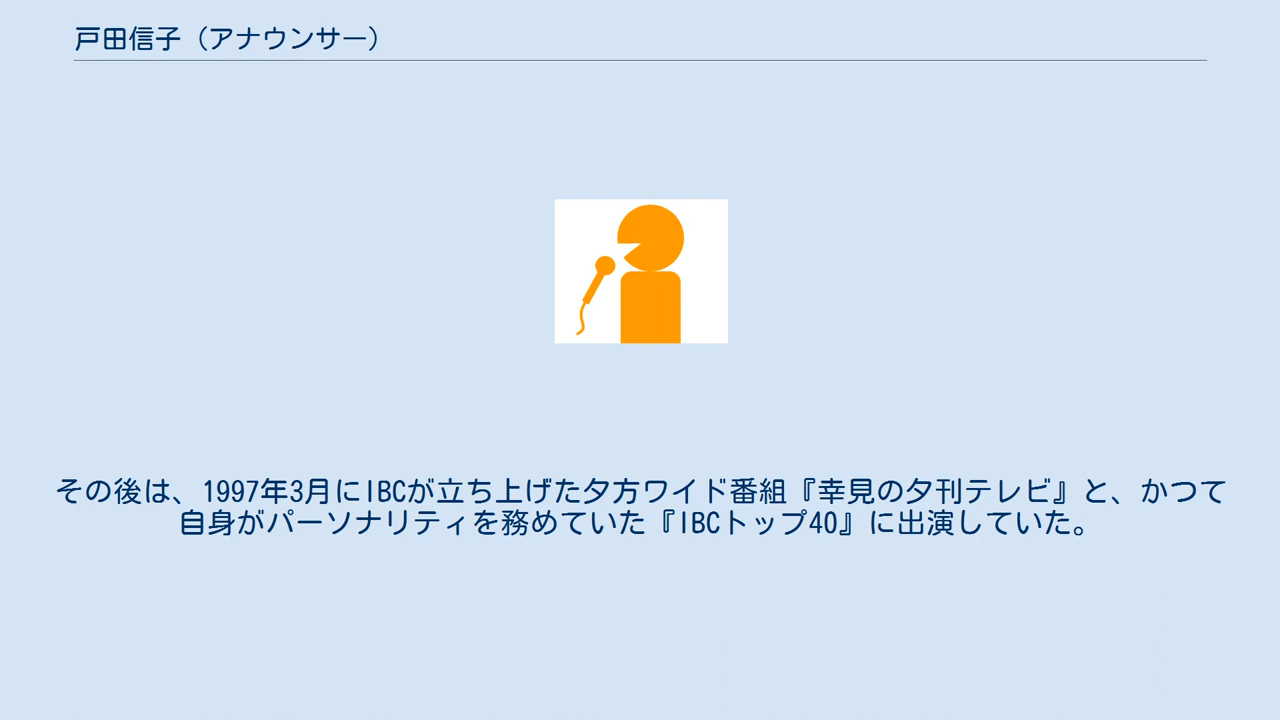 戸田信子（アナウンサー）
その後は、1997年3月にIBCが立ち上げた夕方ワイド番組『幸見の夕刊テレビ』と、かつて
自身がパーソナリティを務めていた『IBCトップ40』に出演していた。